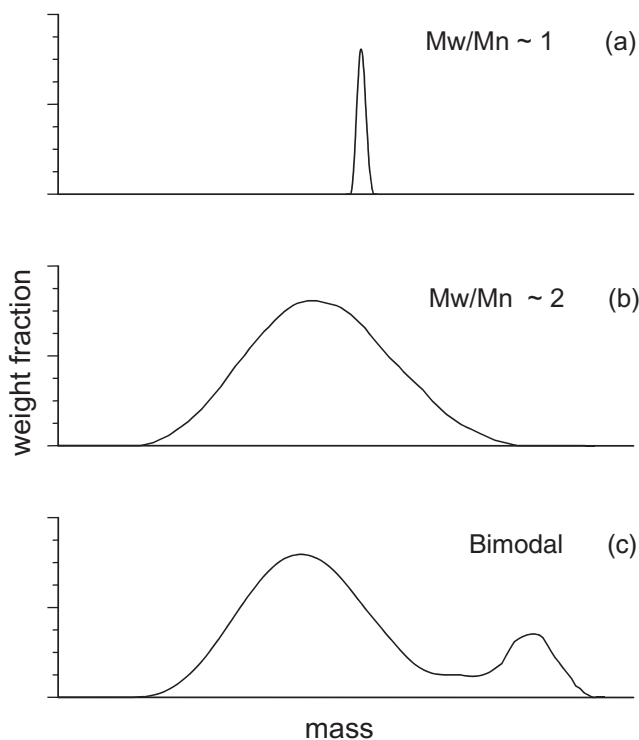 Mw/Mn ~ 1 (a)
Mw/Mn ~ 2 (b)
weight fraction
Bimodal (c)
mass